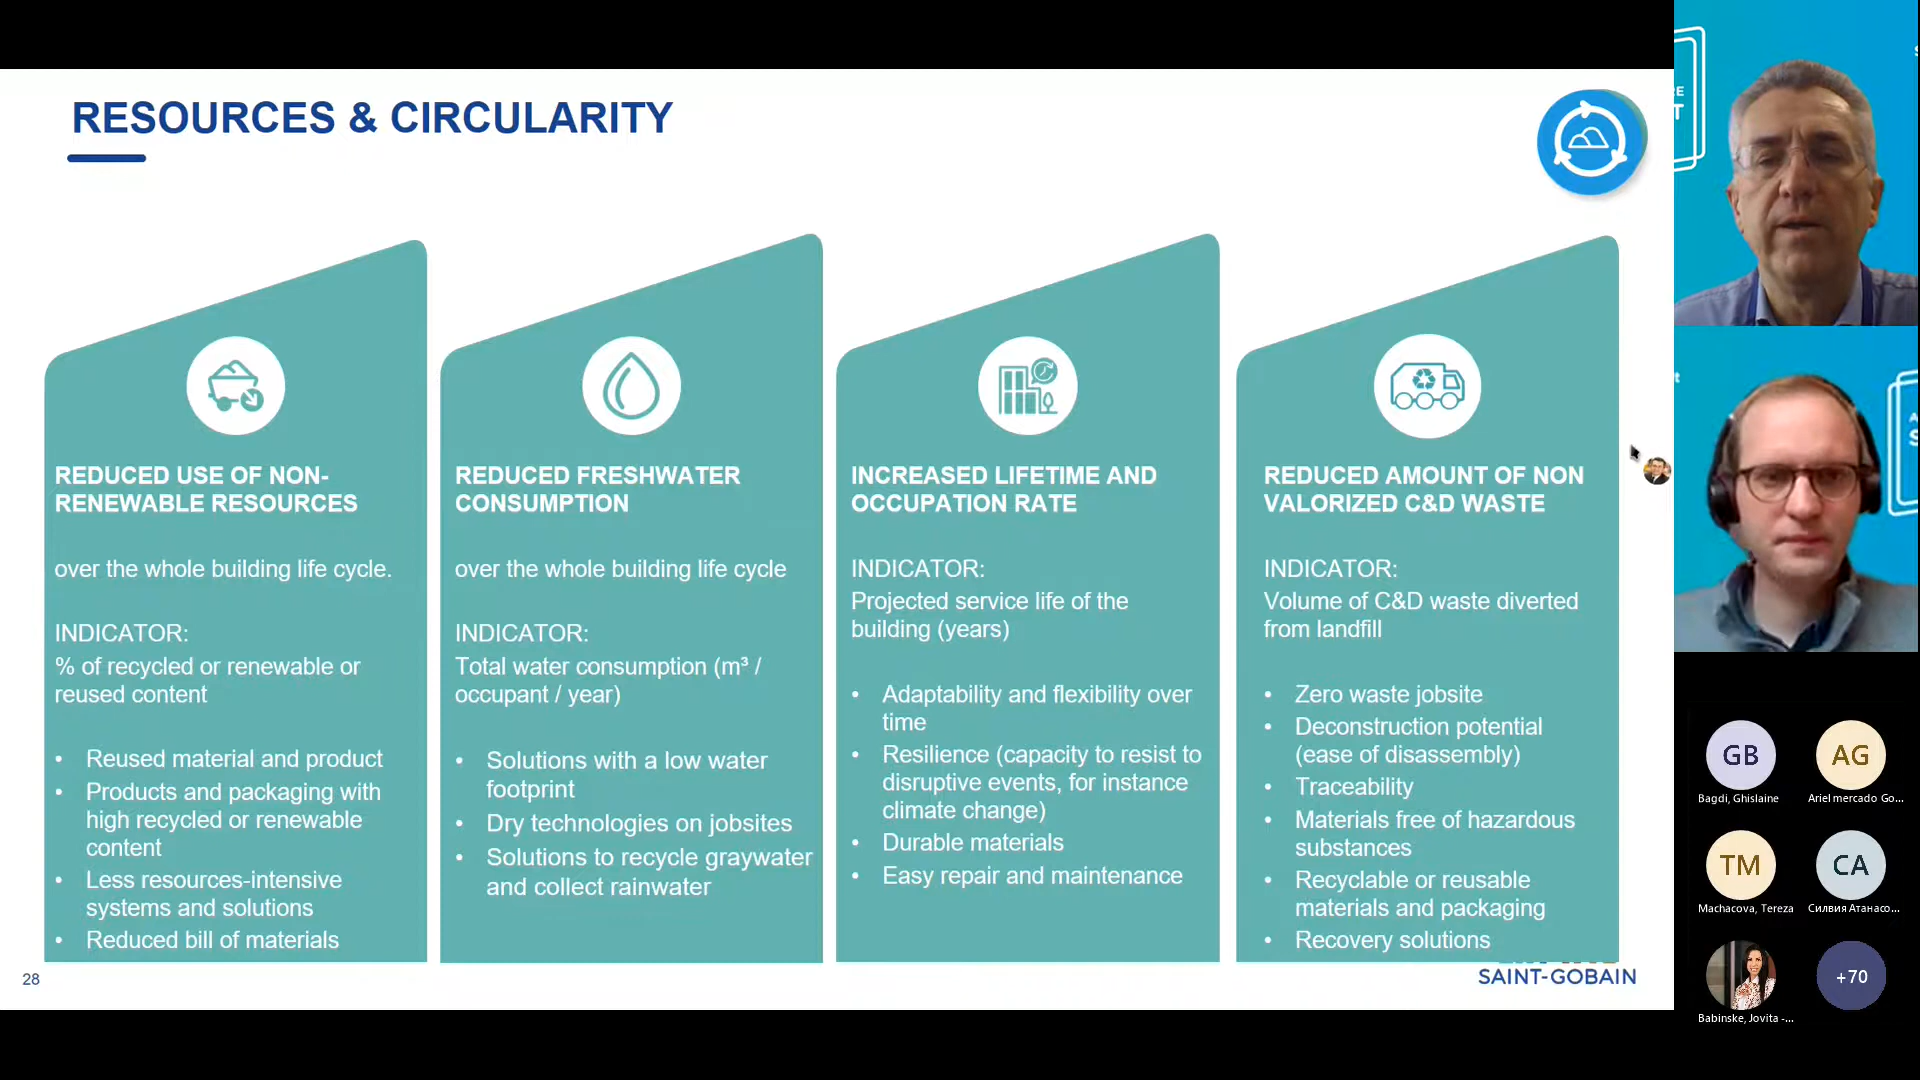 RESOURCES & CIRCULARITY
REDUCED USE OF NON-
RENEWABLE RESOURCES
over the whole building life cycle.
INDICATOR:
% of recycled or renewable or
reused content
• Reused material and product
• Products and packaging with
high recycled or renewable
content
• Less resources-intensive
systems and solutions
• Reduced bill of materials
REDUCED FRESHWATER
CONSUMPTION
over the whole building life cycle
INDICATOR:
Total water consumption (m³ /
occupant / year)
• Solutions with a low water
footprint
• Dry technologies on jobsites
• Solutions to recycle graywater
and collect rainwater
INCREASED LIFETIME AND
OCCUPATION RATE
INDICATOR:
Projected service life of the
building (years)
• Adaptability and flexibility over
time
• Resilience (capacity to resist to
disruptive events, for instance
climate change)
• Durable materials
• Easy repair and maintenance
REDUCED AMOUNT OF NON
VALORIZED C&D WASTE
INDICATOR:
Volume of C&D waste diverted
from landfill
• Zero waste jobsite
• Deconstruction potential
(ease of disassembly)
• Traceability
• Materials free of hazardous
substances
• Recyclable or reusable
materials and packaging
• Recovery solutions
28
SAINT-GOBAIN
GB
Bagdi, Ghislaine
AG
Ariel mercado Go...
TM
Machacova, Tereza
CA
Силвия Атанасо...
Babinske, Jovita -...
+70